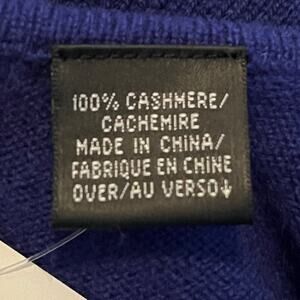 100% CASHMERE/
CACHEMIRE
MADE IN CHINA/
FABRIQUE EN CHINE
OVER/AU VERSO↓